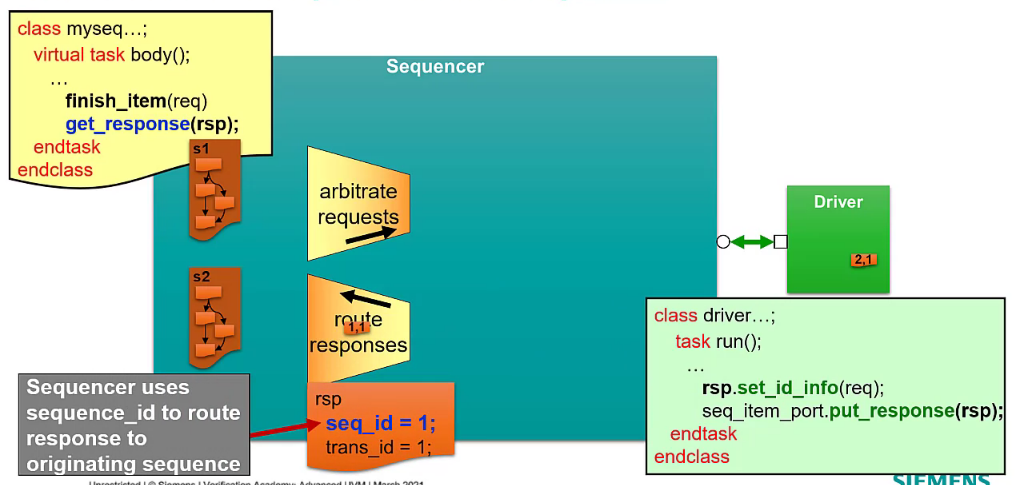 class myseq…;
virtual task body();
…
finish_item(req)
get_response(rsp);
endtask
endclass
Sequencer
s1
arbitrate
requests
s2
route
1,1
responses
Driver
2,1
Sequencer uses
sequence_id to route
response to
originating sequence
rsp
seq_id = 1;
trans_id = 1;
class driver…;
task run();
…
rsp.set_id_info(req);
seq_item_port.put_response(rsp);
endtask
endclass
Unrestricted | © Siemens | Verification Academy: Advanced UVM | March 2021
SIEMENS